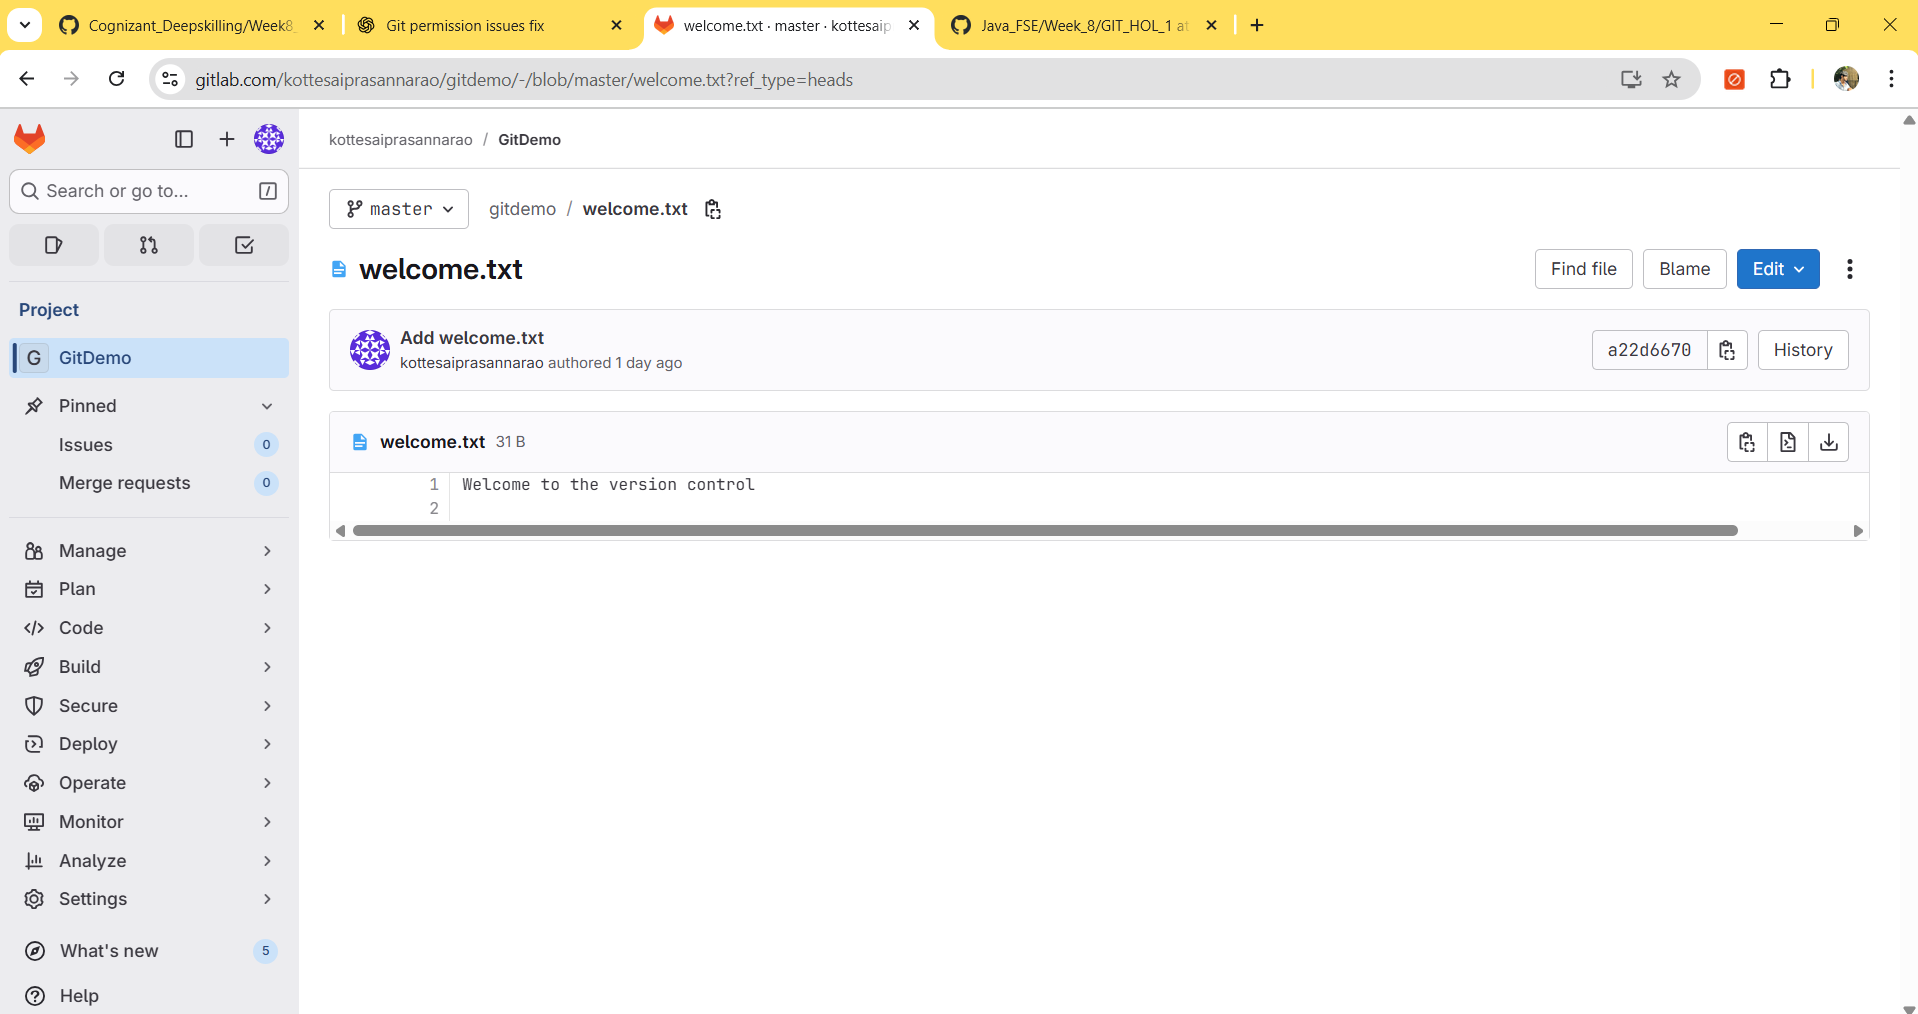 Cognizant_Deepskilling/Week8_
Git permission issues fix
welcome.txt · master · kottesaip
Java_FSE/Week_8/GIT_HOL_1 at
gitlab.com/kottesaiprasannarao/gitdemo/-/blob/master/welcome.txt?ref_type=heads
kottesaiprasannarao / GitDemo
Search or go to... /
master
gitdemo / welcome.txt
welcome.txt
Find file
Blame
Edit
Project
G GitDemo
Add welcome.txt
kottesaiprasannarao authored 1 day ago
a22d6670
History
Pinned
Issues 0
Merge requests 0
welcome.txt 31 B
1 Welcome to the version control
2
Manage
Plan
Code
Build
Secure
Deploy
Operate
Monitor
Analyze
Settings
What's new 5
Help